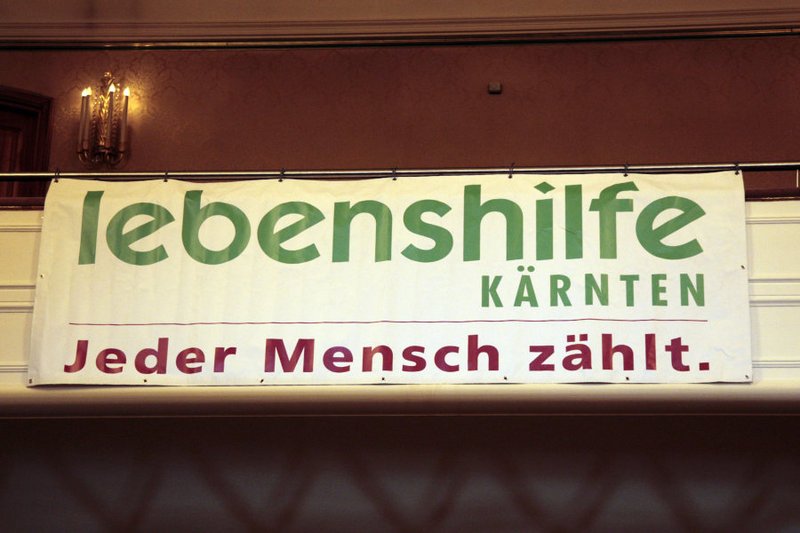 lebenshilfe
KÄRNTEN
Jeder Mensch zählt.